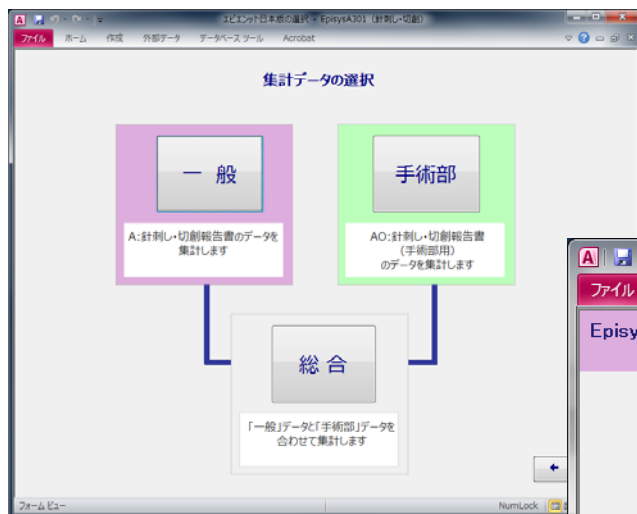 エピネット日本版の選択 - EpisysA301 (針刺し・切創)
ファイル ホーム 作成 外部データ データベース ツール Acrobat
集計データの選択
一 般
手術部
A:針刺し・切創報告書のデータを
集計します
AO:針刺し・切創報告書
(手術部用)
のデータを集計します
総 合
「一般」データと「手術部」データを
合わせて集計します
フォーム ビュー
NumLock
ファイル
Episy